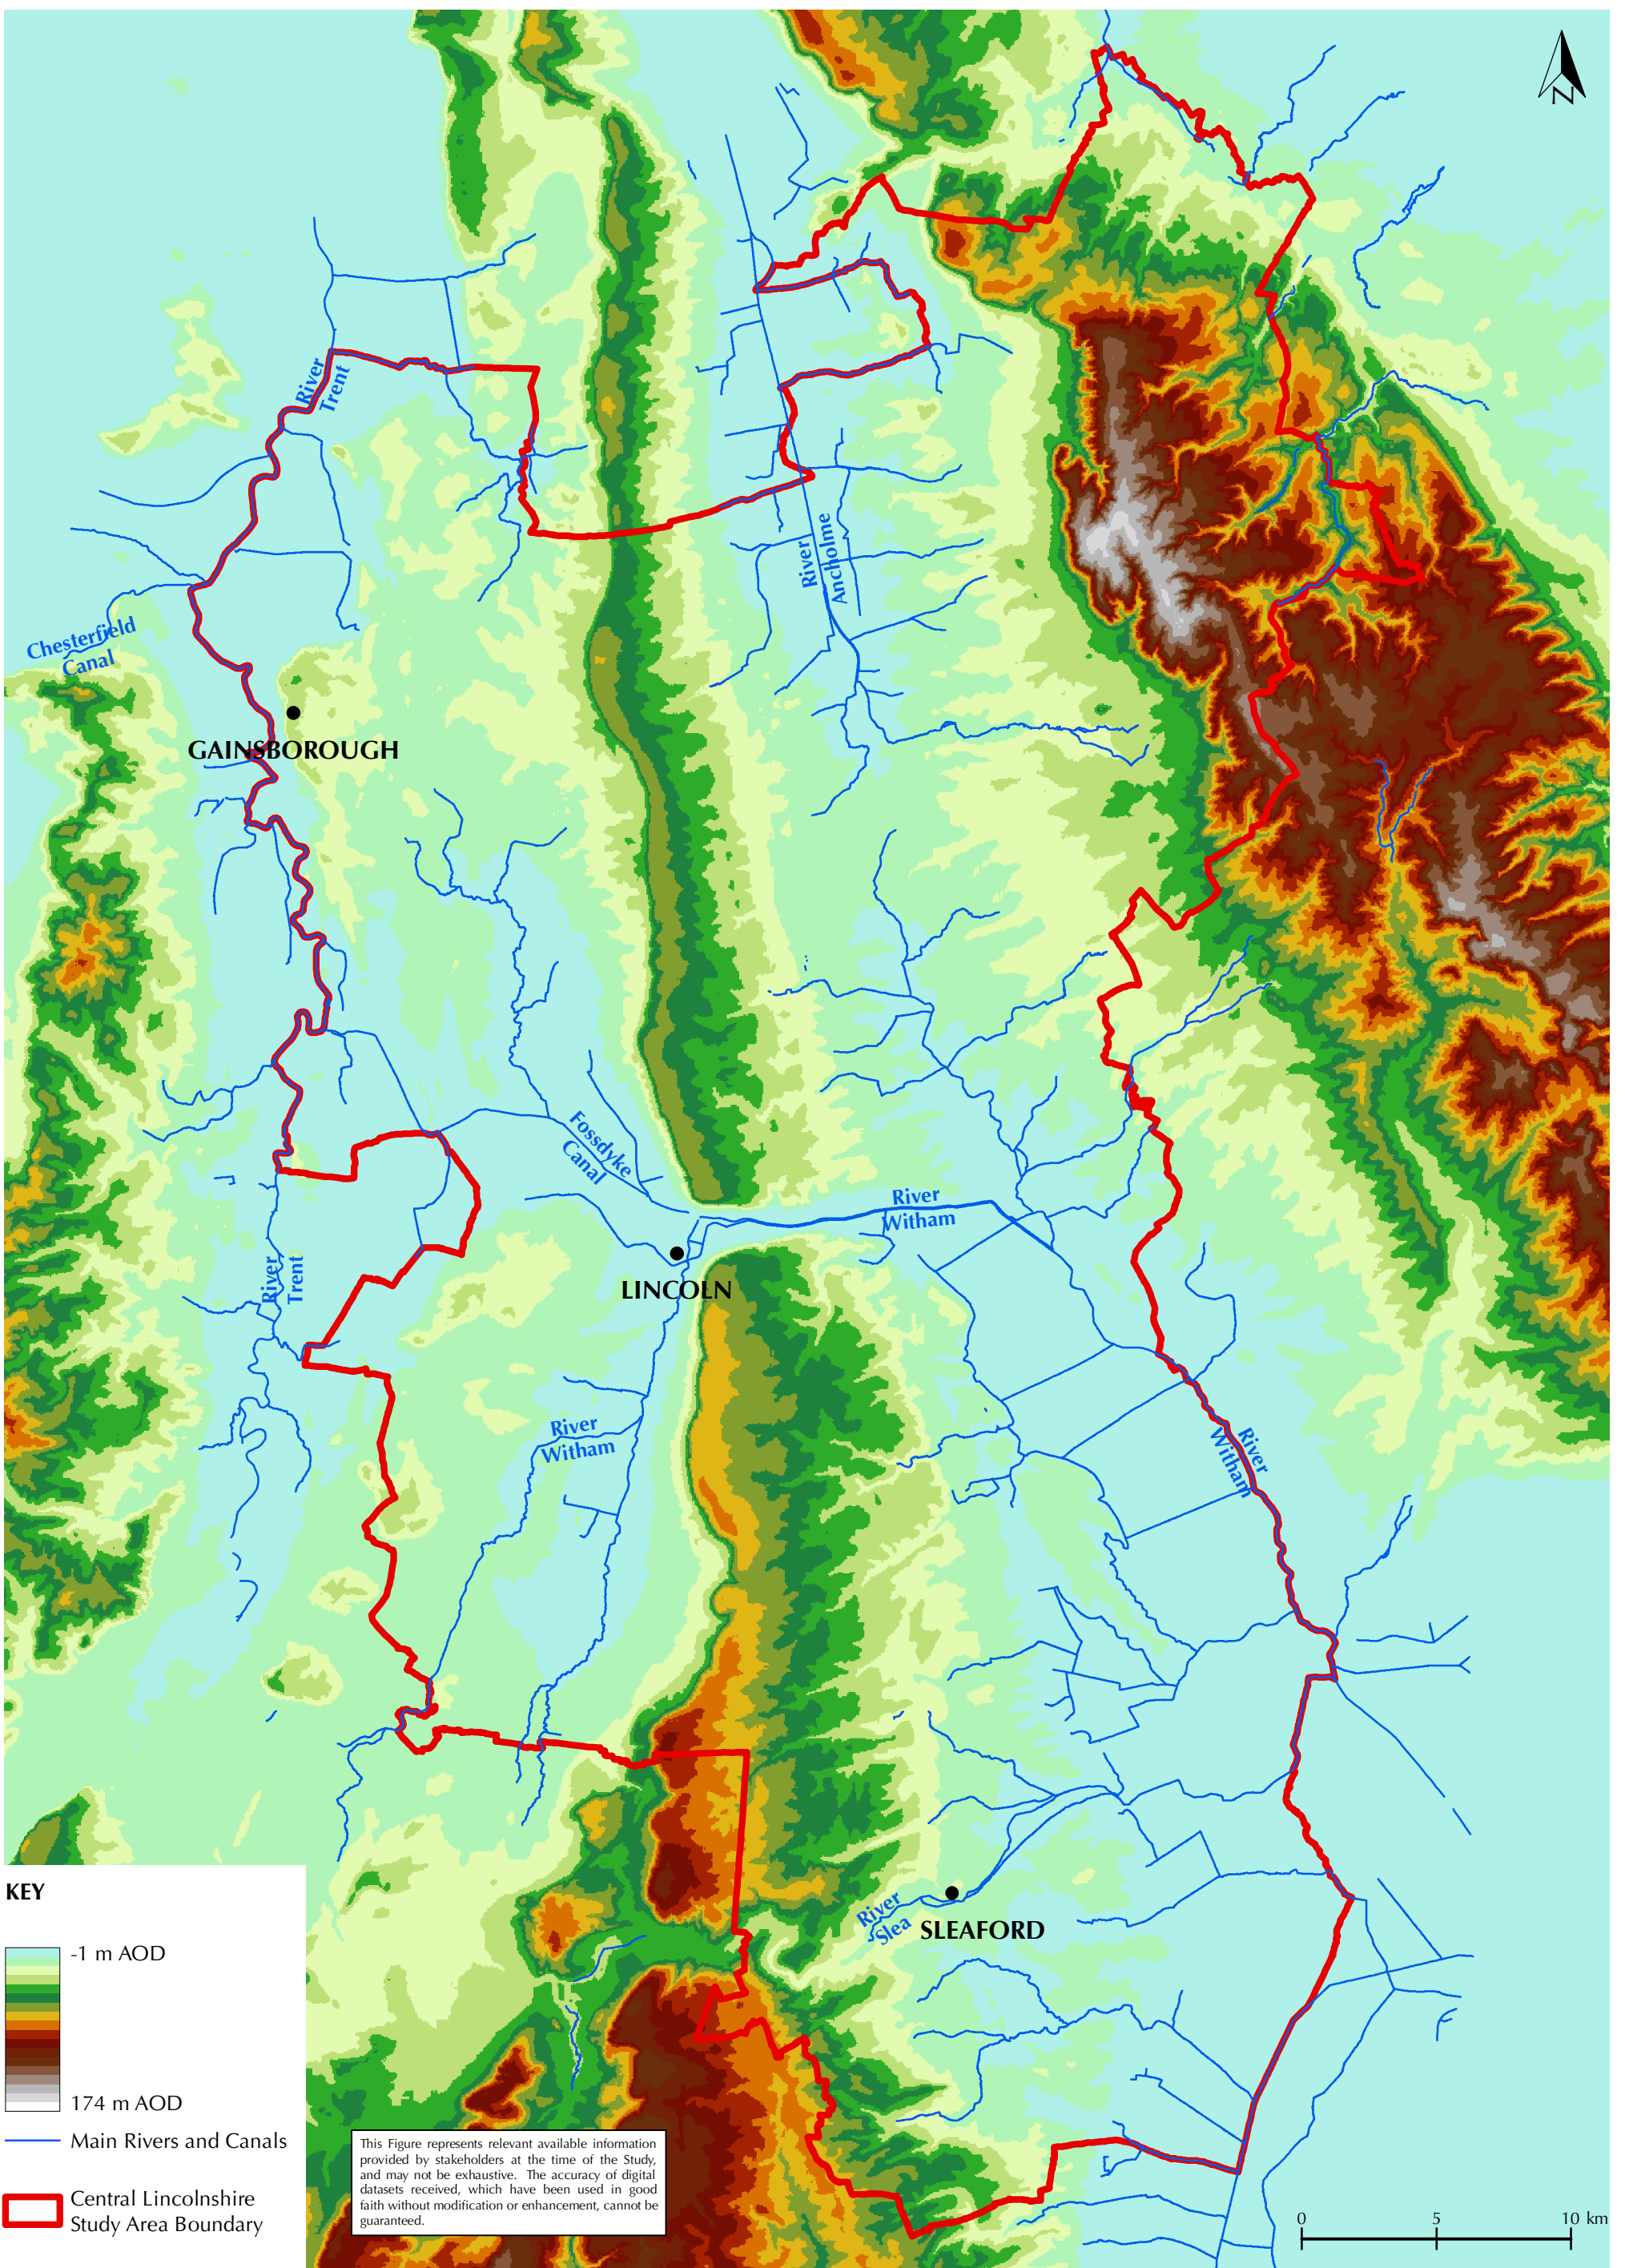 N
River
Trent
River
Ancholme
Chesterfield
Canal
GAINSBOROUGH
Fossdyke
Canal
River
Witham
River
Trent
LINCOLN
River
Witham
River
Witham
River
Slea
SLEAFORD
KEY
-1 m AOD
174 m AOD
Main Rivers and Canals
Central Lincolnshire
Study Area Boundary
This Figure represents relevant available information
provided by stakeholders at the time of the Study,
and may not be exhaustive. The accuracy of digital
datasets received, which have been used in good
faith without modification or enhancement, cannot be
guaranteed.
0 5 10 km